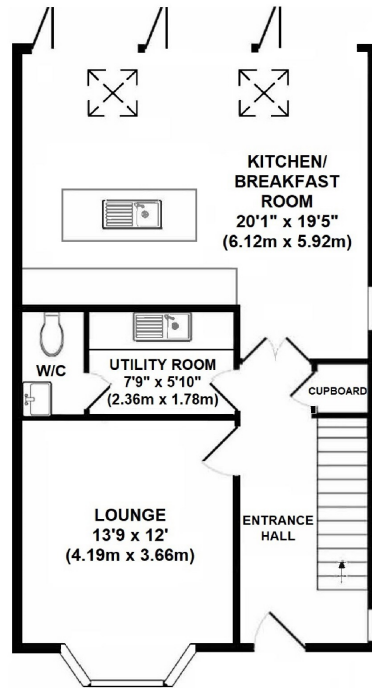 KITCHEN/
BREAKFAST
ROOM
20'1" x 19'5"
(6.12m x 5.92m)
W/C
UTILITY ROOM
7'9" x 5'10"
(2.36m x 1.78m)
CUPBOARD
LOUNGE
13'9 x 12'
(4.19m x 3.66m)
ENTRANCE
HALL